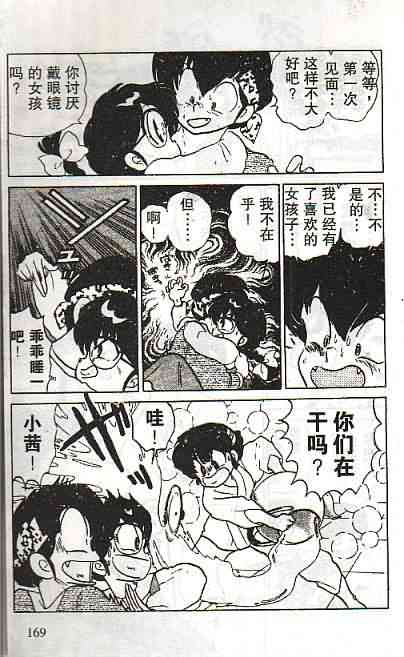 等等，
第一次
见面…
这样不大
好吧？
你讨厌
戴眼镜
的女孩
吗？
不…不
是的…
我已经有
了喜欢的
女孩子…
我不在
乎！
但……
啊！
乖乖睡一
吧！
你们在
干吗？
哇！
小茜！
169